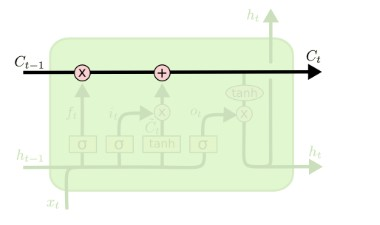 h_t
C_{t-1}
C_t
x
+
tanh
f_t
i_t
x
o_t
x
C̃_t
σ
σ
tanh
σ
h_{t-1}
h_t
x_t